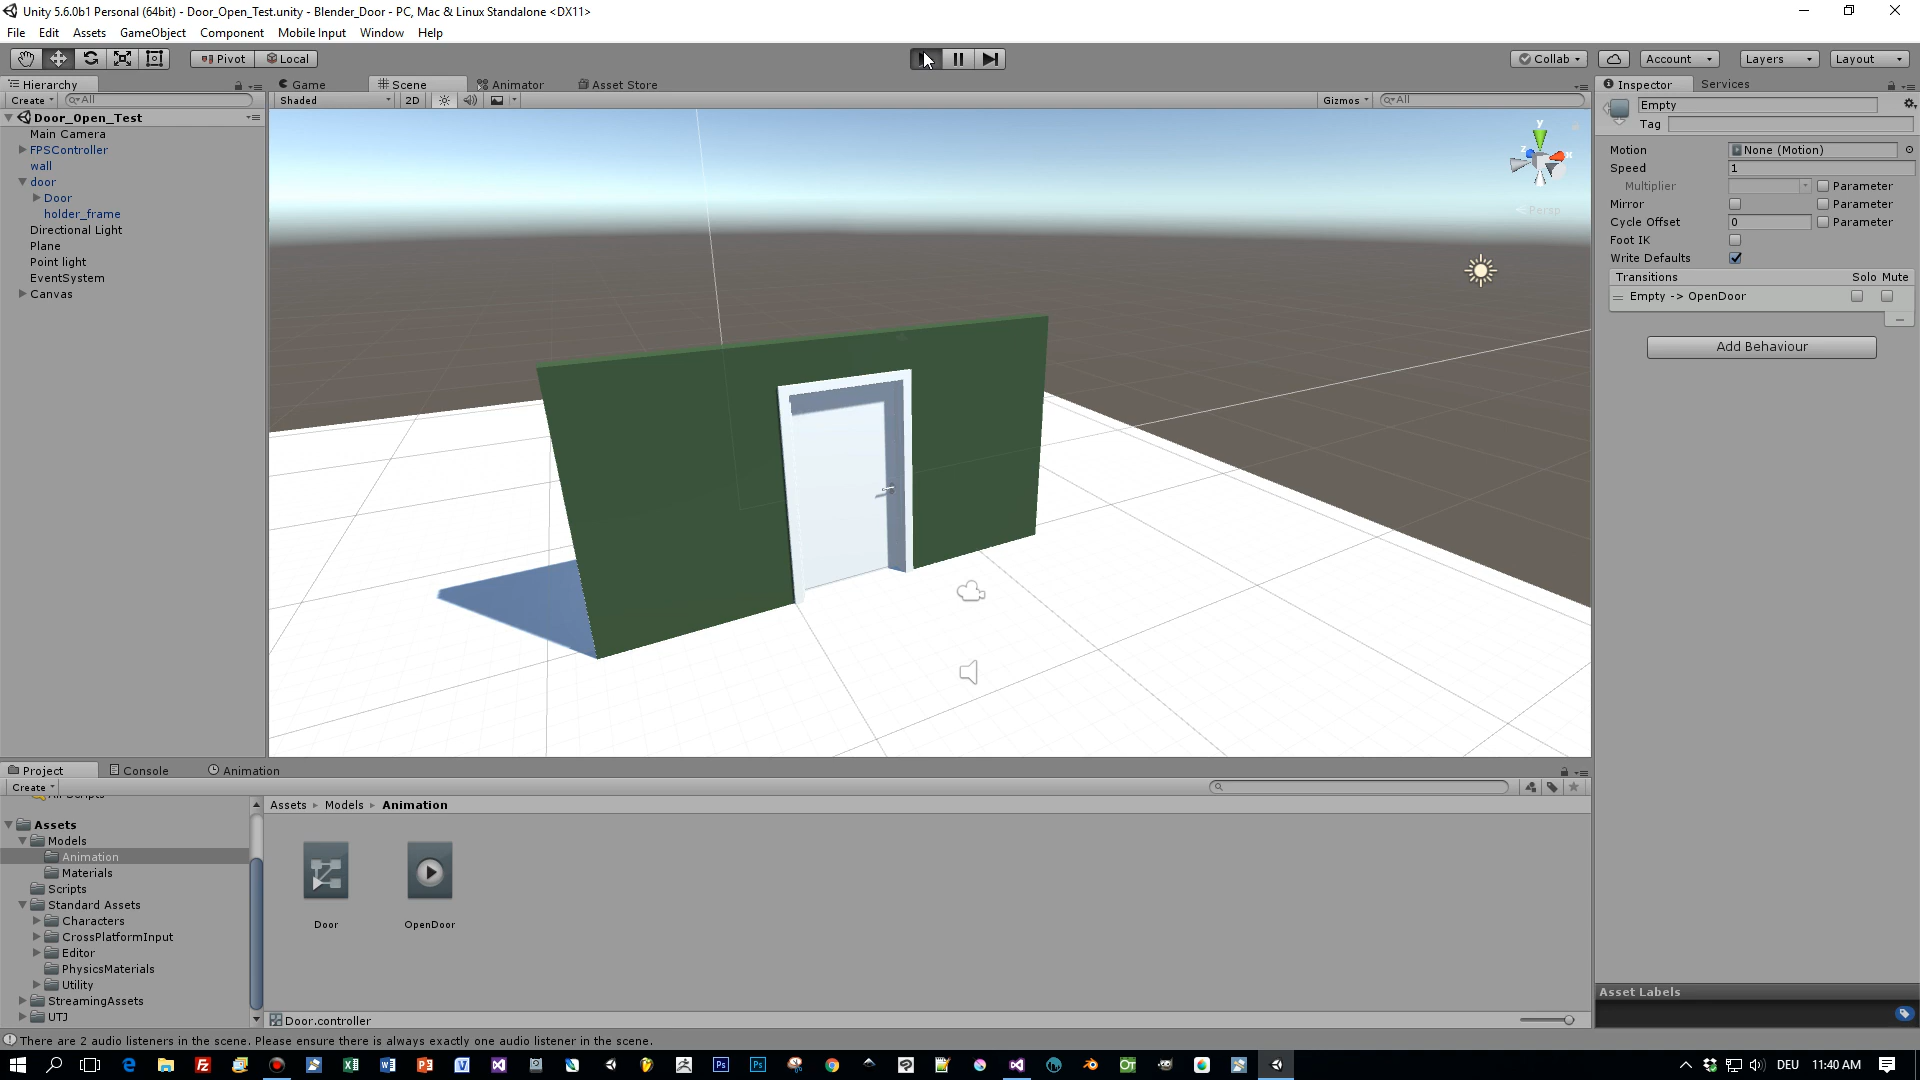 Unity 5.6.0b1 Personal (64bit) - Door_Open_Test.unity - Blender_Door - PC, Mac & Linux Standalone <DX11>
File Edit Assets GameObject Component Mobile Input Window Help
Pivot Local Collab Account Layers Layout
Hierarchy
Create All
Door_Open_Test
Main Camera
FPSController
wall
door
Door
holder_frame
Directional Light
Plane
Point light
EventSystem
Canvas
Game Scene Animator Asset Store
Shaded 2D Gizmos All
y
z x
Persp
Inspector Services
Empty
Tag
Motion None (Motion)
Speed 1
Multiplier Parameter
Mirror Parameter
Cycle Offset 0 Parameter
Foot IK
Write Defaults
Transitions Solo Mute
Empty -> OpenDoor
Add Behaviour
Asset Labels
Project Console Animation
Create
All Scripts
Assets
Models
Animation
Materials
Scripts
Standard Assets
Characters
CrossPlatformInput
Editor
PhysicsMaterials
Utility
StreamingAssets
UTJ
Assets Models Animation
Door OpenDoor
Door.controller
There are 2 audio listeners in the scene. Please ensure there is always exactly one audio listener in the scene.
DEU 11:40 AM